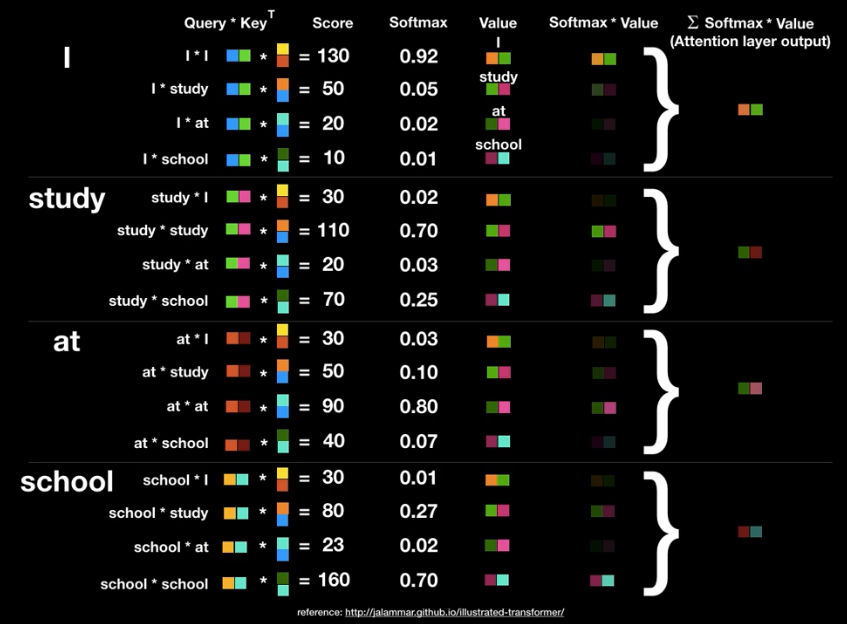 Query * Key^T Score Softmax Value Softmax * Value Σ Softmax * Value
(Attention layer output)
I
I * I * = 130 0.92 I
I * study * = 50 0.05 study
I * at * = 20 0.02 at
I * school * = 10 0.01 school
study
study * I * = 30 0.02
study * study * = 110 0.70
study * at * = 20 0.03
study * school * = 70 0.25
at
at * I * = 30 0.03
at * study * = 50 0.10
at * at * = 90 0.80
at * school * = 40 0.07
school
school * I * = 30 0.01
school * study * = 80 0.27
school * at * = 23 0.02
school * school * = 160 0.70
reference: http://jalammar.github.io/illustrated-transformer/